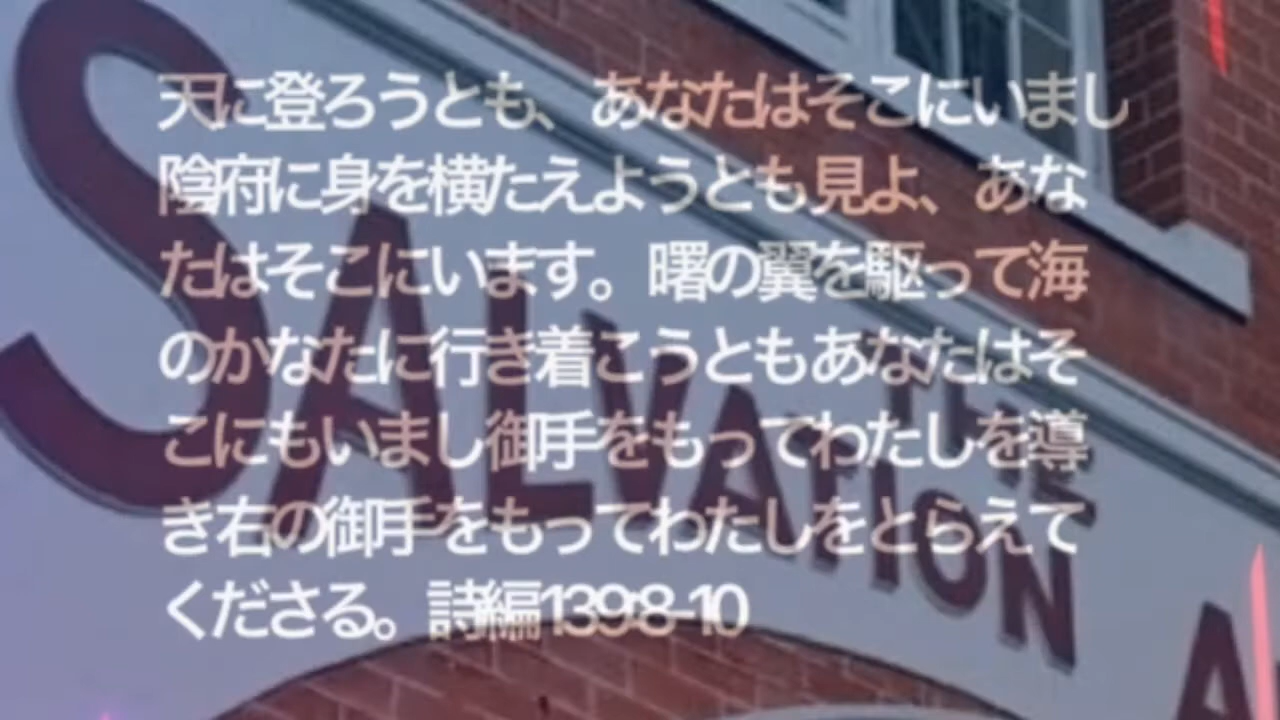 天に登ろうとも、あなたはそこにいまし
陰府に身を横たえようとも見よ、あな
たはそこにいます。曙の翼を駆って海
のかなたに行き着こうともあなたはそ
こにもいまし御手をもってわたしを導
き右の御手をもってわたしをとらえて
くださる。詩編139:8-10
THE
SALVATION
A